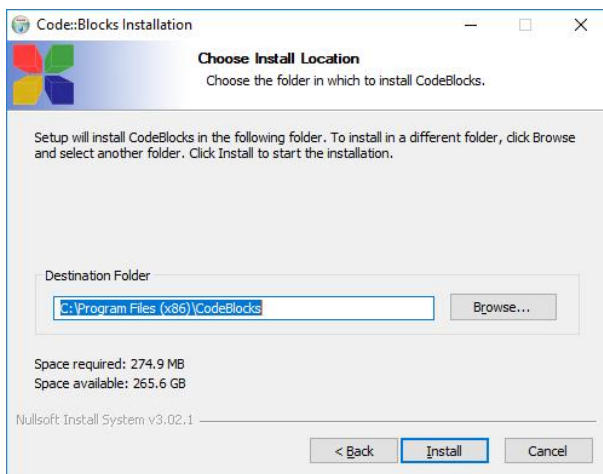 Code::Blocks Installation
Choose Install Location
Choose the folder in which to install CodeBlocks.
Setup will install CodeBlocks in the following folder. To install in a different folder, click Browse
and select another folder. Click Install to start the installation.
Destination Folder
C:\Program Files (x86)\CodeBlocks
Browse...
Space required: 274.9 MB
Space available: 265.6 GB
Nullsoft Install System v3.02.1
< Back
Install
Cancel